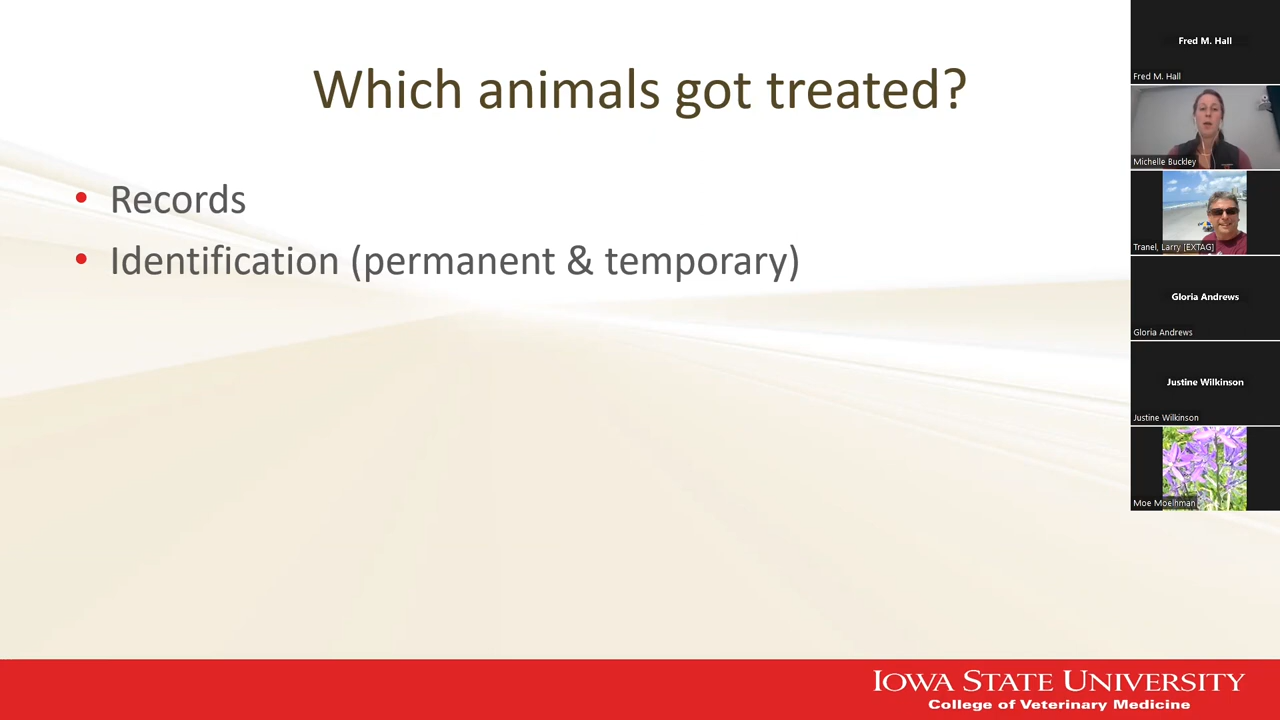 Which animals got treated?
• Records
• Identification (permanent & temporary)
Fred M. Hall
Fred M. Hall
Michelle Buckley
Tranel, Larry [EXTAG]
Gloria Andrews
Gloria Andrews
Justine Wilkinson
Justine Wilkinson
Moe Moelhman
IOWA STATE UNIVERSITY
College of Veterinary Medicine